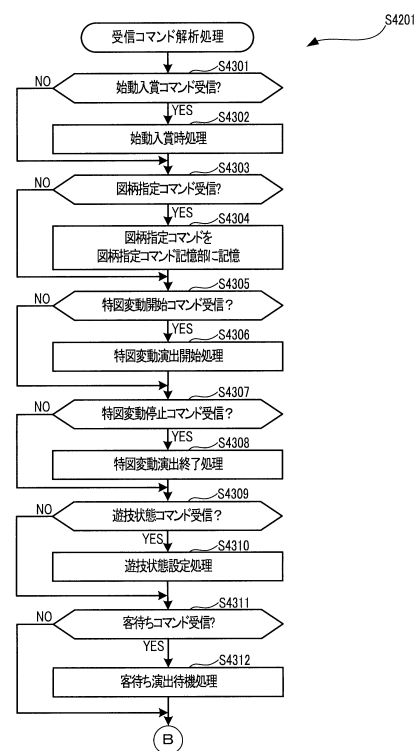 S4201
受信コマンド解析処理
S4301
NO
始動入賞コマンド受信?
YES
S4302
始動入賞時処理
S4303
NO
図柄指定コマンド受信?
YES
S4304
図柄指定コマンドを
図柄指定コマンド記憶部に記憶
S4305
NO
特図変動開始コマンド受信？
YES
S4306
特図変動演出開始処理
S4307
NO
特図変動停止コマンド受信？
YES
S4308
特図変動演出終了処理
S4309
NO
遊技状態コマンド受信？
YES
S4310
遊技状態設定処理
S4311
NO
客待ちコマンド受信?
YES
S4312
客待ち演出待機処理
B